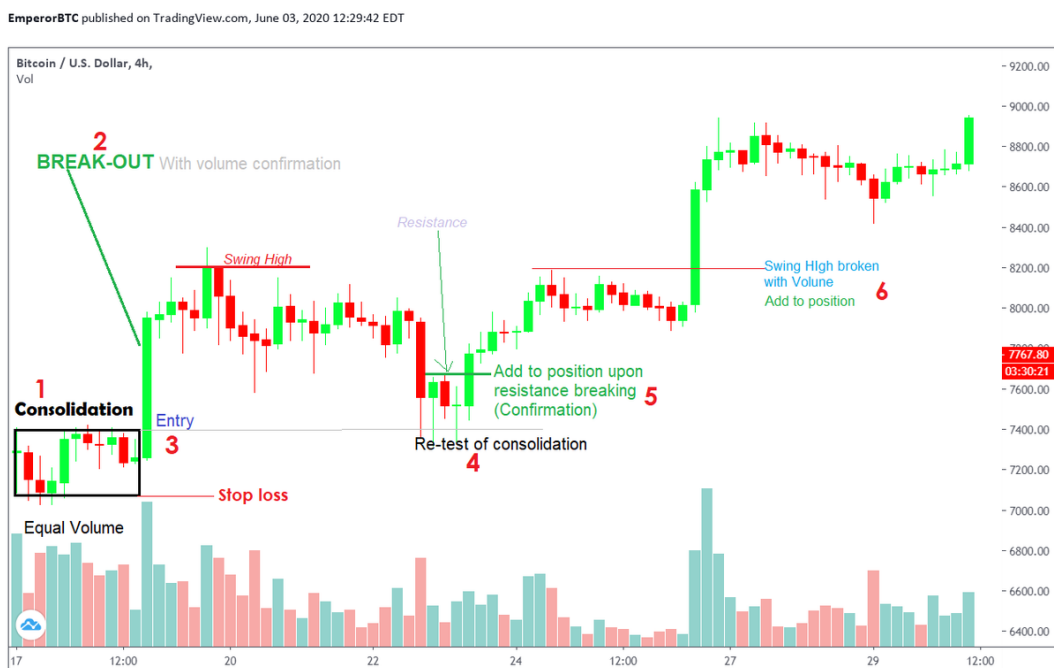 EmperorBTC published on TradingView.com, June 03, 2020 12:29:42 EDT
Bitcoin / U.S. Dollar, 4h,
Vol
2
BREAK-OUT With volume confirmation
Resistance
Swing High
Swing HIgh broken
with Volune
6
Add to position
1
Consolidation
Entry
3
Add to position upon
resistance breaking
(Confirmation)
5
Re-test of consolidation
4
Stop loss
Equal Volume
9200.00
9000.00
8800.00
8600.00
8400.00
8200.00
8000.00
7800.00
7767.80
03:30:21
7600.00
7400.00
7200.00
7000.00
6800.00
6600.00
6400.00
17 12:00 20 22 24 12:00 27 29 12:00